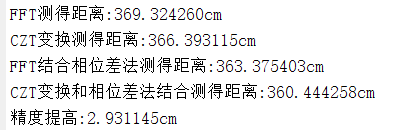 FFT测得距离:369.324260cm
CZT变换测得距离:366.393115cm
FFT结合相位差法测得距离:363.375403cm
CZT变换和相位差法结合测得距离:360.444258cm
精度提高:2.931145cm